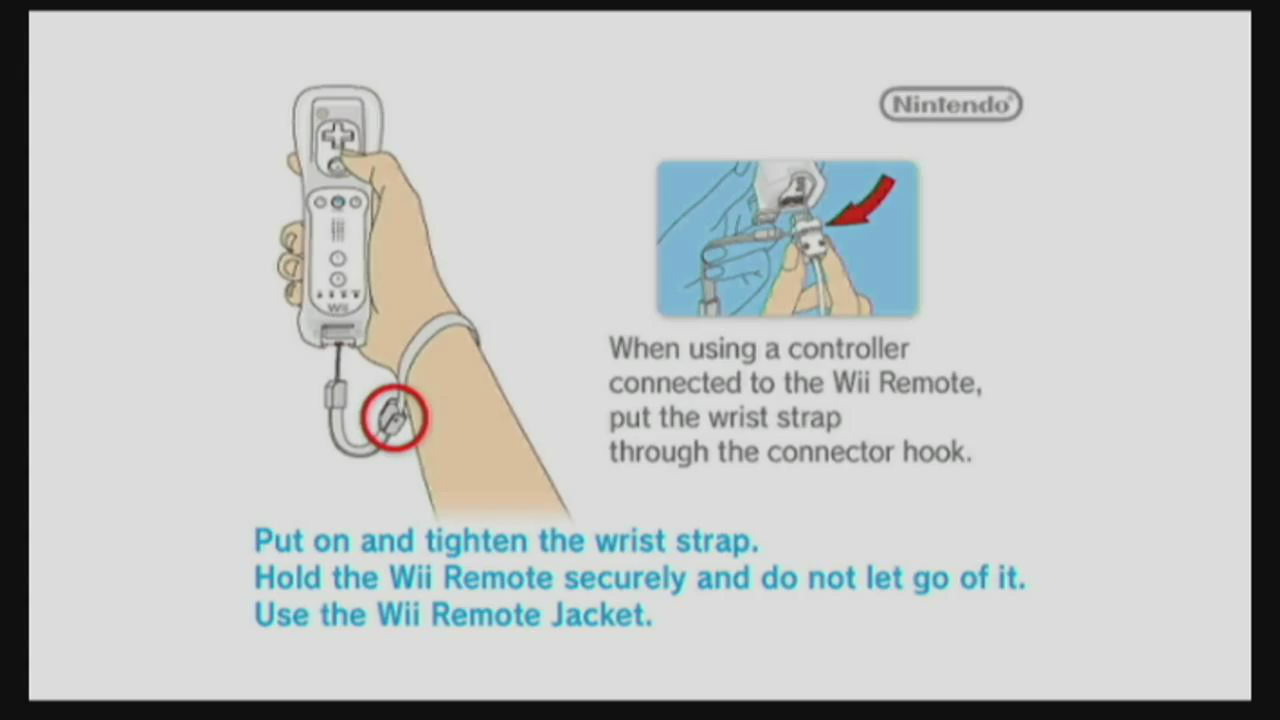 Nintendo®
Wii
When using a controller
connected to the Wii Remote,
put the wrist strap
through the connector hook.
Put on and tighten the wrist strap.
Hold the Wii Remote securely and do not let go of it.
Use the Wii Remote Jacket.